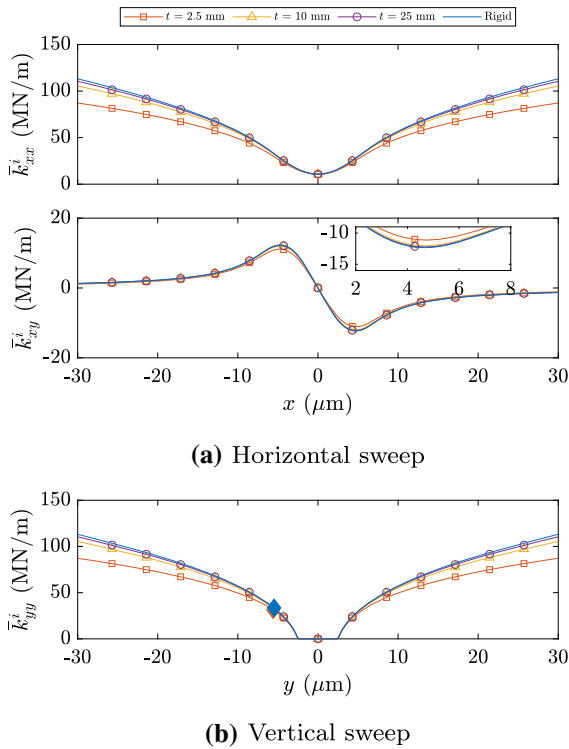 t = 2.5 mm t = 10 mm t = 25 mm Rigid
150
100
50
0
k̄ⁱₓₓ (MN/m)
20
0
-20
k̄ⁱₓᵧ (MN/m)
-10
-15
2 4 6 8
-30 -20 -10 0 10 20 30
x (μm)
(a) Horizontal sweep
150
100
50
0
k̄ⁱᵧᵧ (MN/m)
-30 -20 -10 0 10 20 30
y (μm)
(b) Vertical sweep